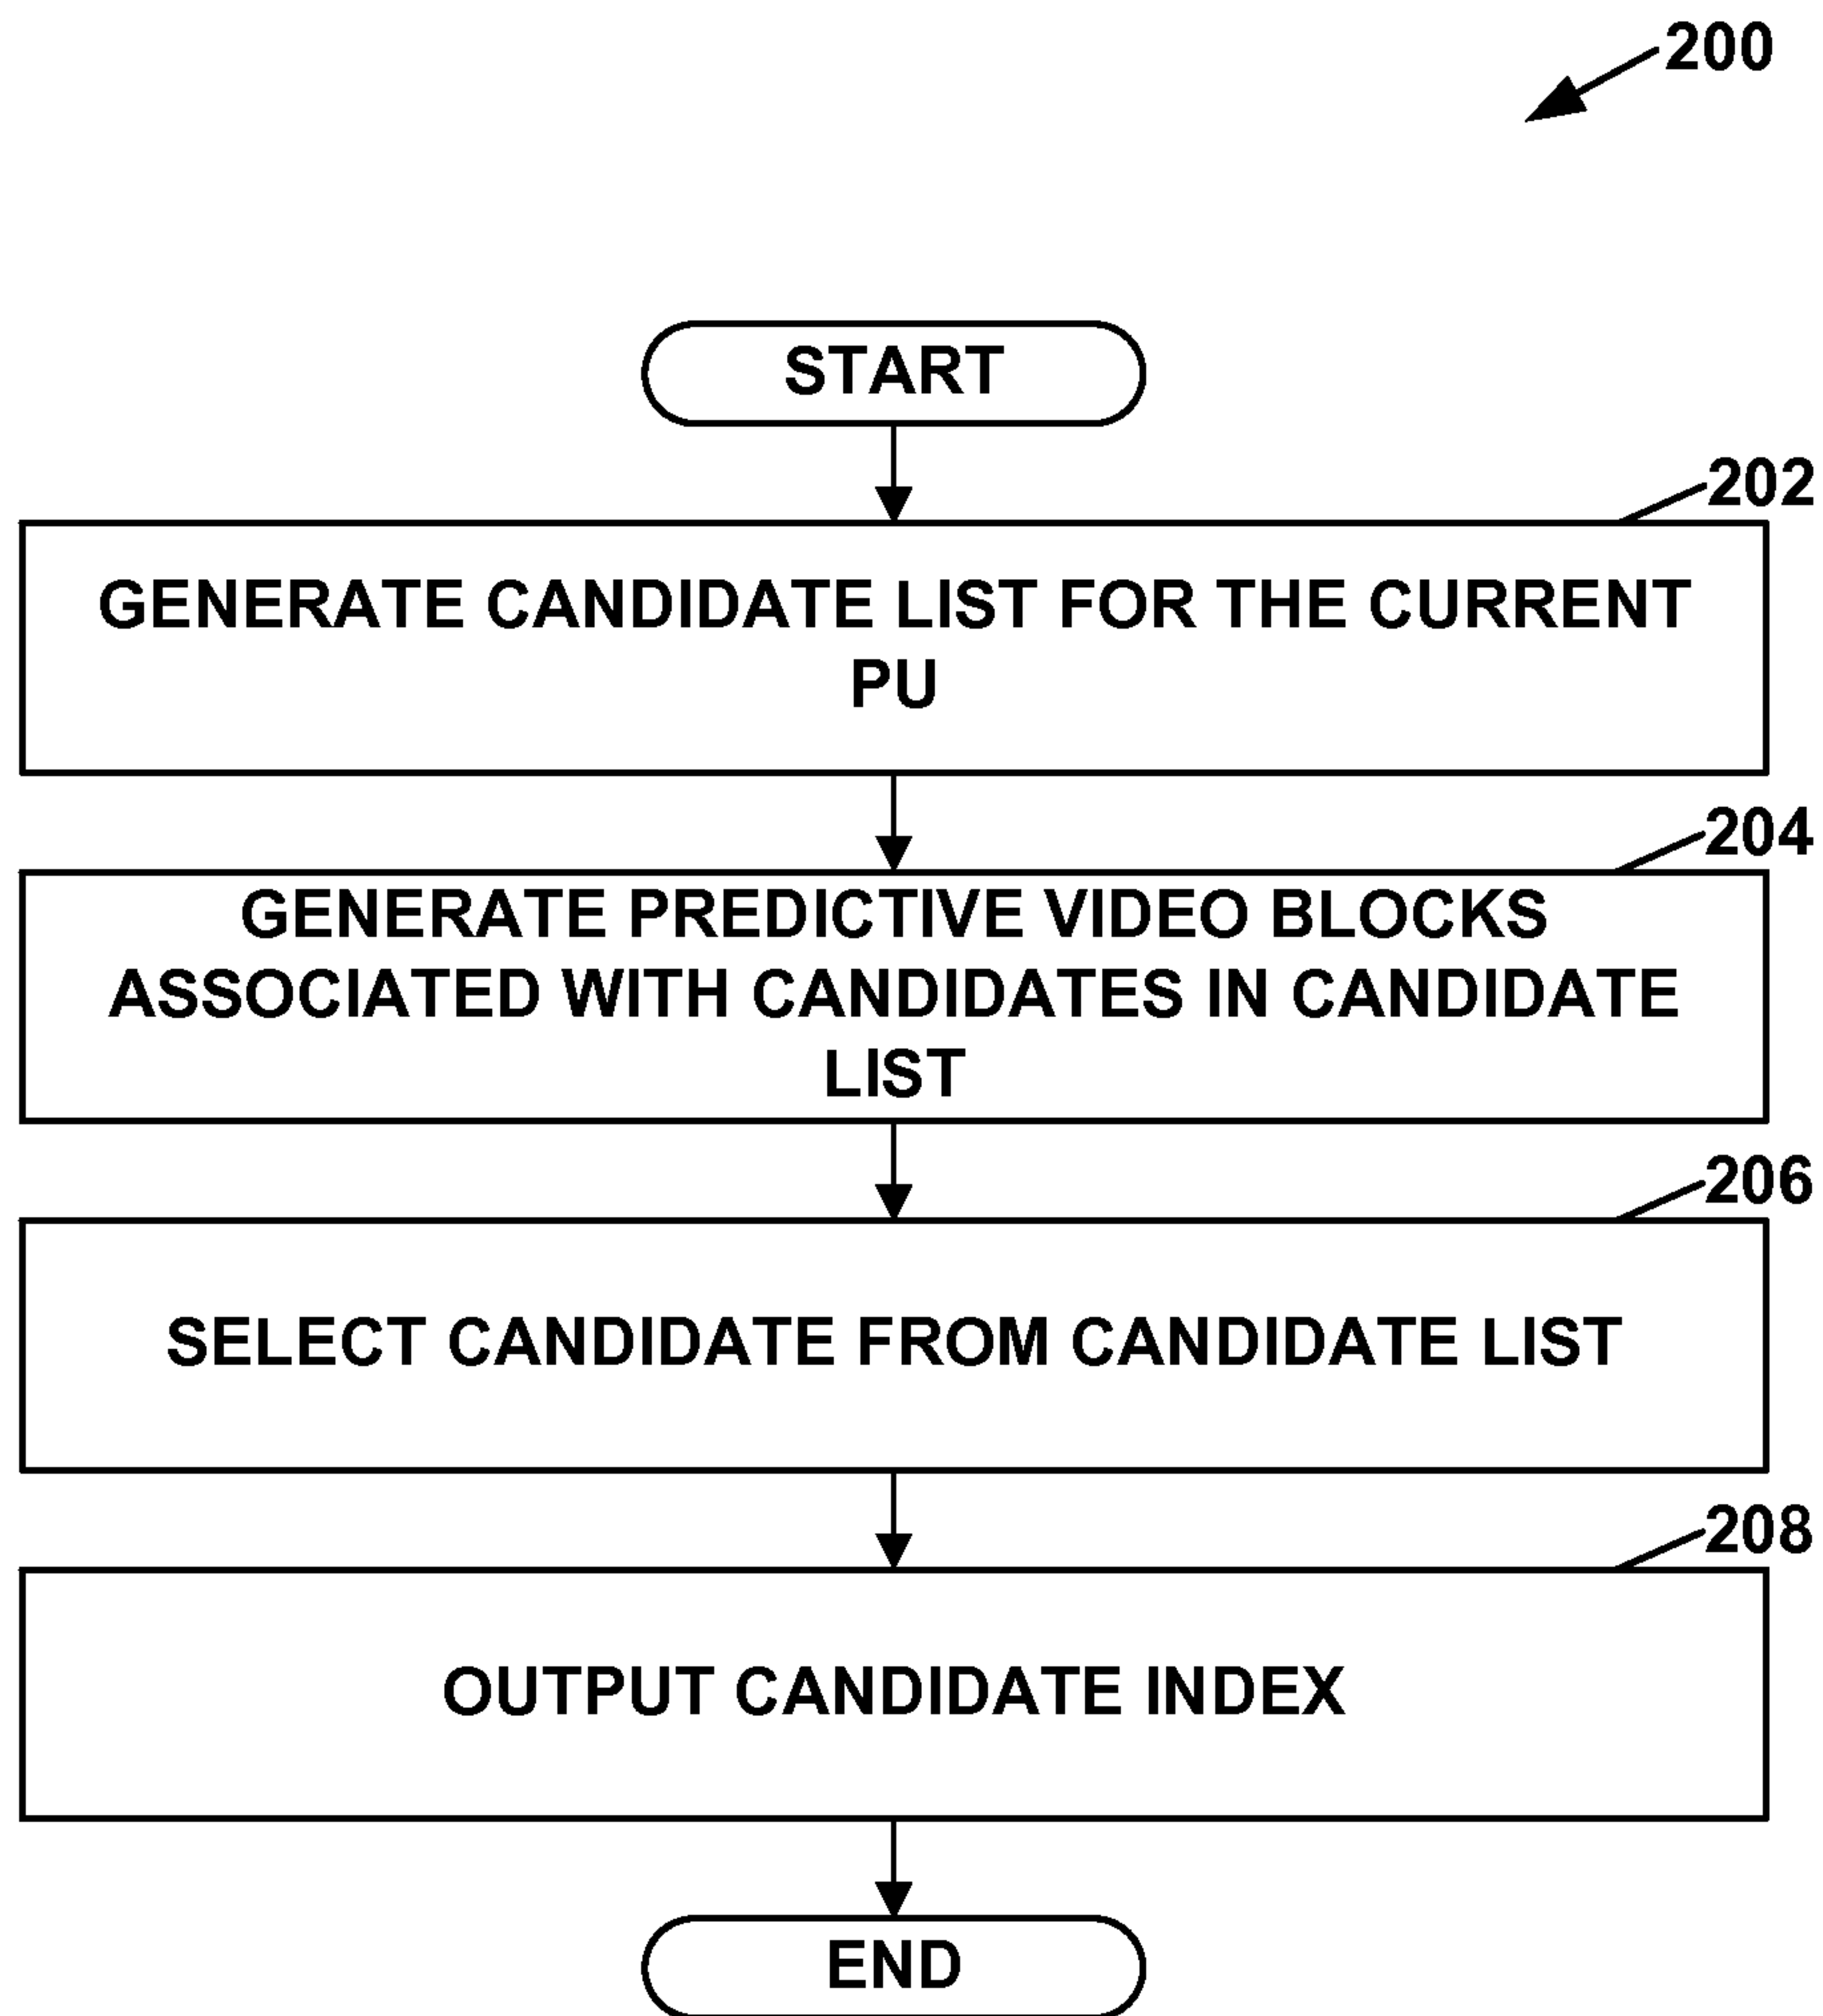 200
START
202
GENERATE CANDIDATE LIST FOR THE CURRENT
PU
204
GENERATE PREDICTIVE VIDEO BLOCKS
ASSOCIATED WITH CANDIDATES IN CANDIDATE
LIST
206
SELECT CANDIDATE FROM CANDIDATE LIST
208
OUTPUT CANDIDATE INDEX
END